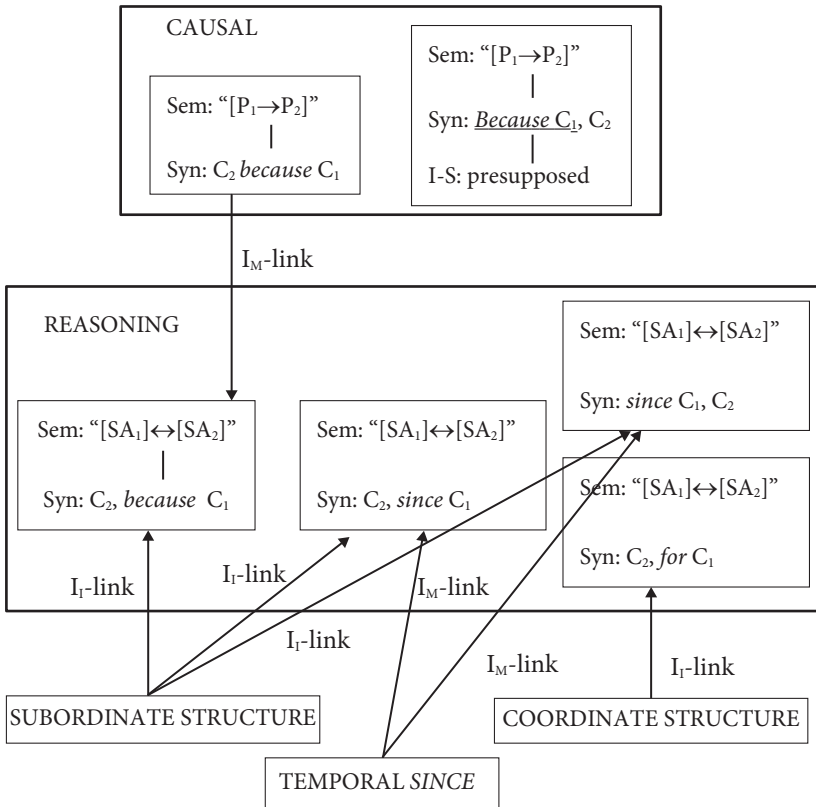 CAUSAL
Sem: “[P₁→P₂]”
Syn: C₂ because C₁
Sem: “[P₁→P₂]”
Syn: Because C₁, C₂
I-S: presupposed
I_M-link
REASONING
Sem: “[SA₁]↔[SA₂]”
Syn: C₂, because C₁
Sem: “[SA₁]↔[SA₂]”
Syn: C₂, since C₁
Sem: “[SA₁]↔[SA₂]”
Syn: since C₁, C₂
Sem: “[SA₁]↔[SA₂]”
Syn: C₂, for C₁
I_I-link
I_I-link
I_I-link
I_M-link
I_M-link
I_I-link
SUBORDINATE STRUCTURE
COORDINATE STRUCTURE
TEMPORAL SINCE